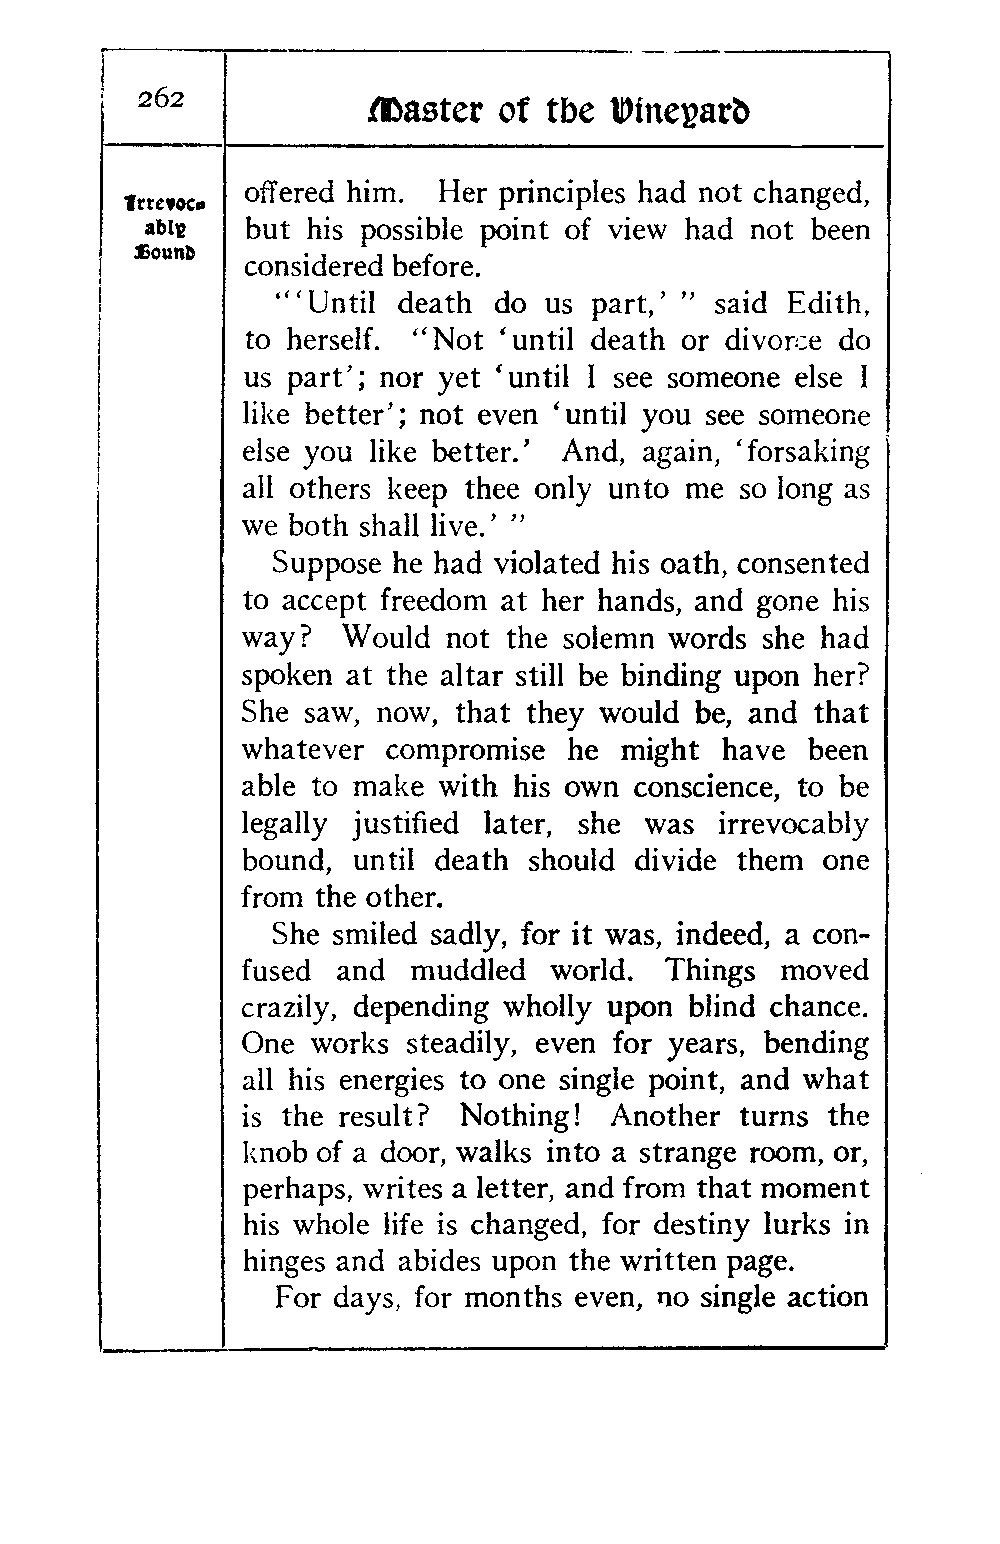 262
Master of the Vineyard
Irrevoc-
ably
Bound
offered him. Her principles had not changed,
but his possible point of view had not been
considered before.
"'Until death do us part,' " said Edith,
to herself. "Not 'until death or divorce do
us part'; nor yet 'until I see someone else I
like better'; not even 'until you see someone
else you like better.' And, again, 'forsaking
all others keep thee only unto me so long as
we both shall live.' "
Suppose he had violated his oath, consented
to accept freedom at her hands, and gone his
way? Would not the solemn words she had
spoken at the altar still be binding upon her?
She saw, now, that they would be, and that
whatever compromise he might have been
able to make with his own conscience, to be
legally justified later, she was irrevocably
bound, until death should divide them one
from the other.
She smiled sadly, for it was, indeed, a con-
fused and muddled world. Things moved
crazily, depending wholly upon blind chance.
One works steadily, even for years, bending
all his energies to one single point, and what
is the result? Nothing! Another turns the
knob of a door, walks into a strange room, or,
perhaps, writes a letter, and from that moment
his whole life is changed, for destiny lurks in
hinges and abides upon the written page.
For days, for months even, no single action